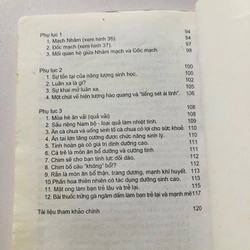 Phụ lục 1 94
1. Mạch Nhâm (xem hình 35). 94
2. Đốc mạch (xem hình 37). 97
3. Mối quan hệ giữa Nhâm mạch và Đốc mạch. 98
Phụ lục 2 100
1. Sự tồn tại của năng lượng sinh học. 100
2. Luân xa là gì? 102
3. Sự khai mở luân xa. 104
4. Một chút về hiện tượng hào quang và "tiếng sét ái tình". 106
Phụ lục 3 108
1. Mùa hè ăn vải (quả vải) 108
2. Sầu riêng Nam bộ - loại quả làm nhiệt tình. 108
3. Ăn cà chua và uống sinh tố cà chua có lợi cho sức khoẻ. 109
4. Ăn tai lợn tăng cường được chức năng sinh lý. 110
5. Tinh hoàn gà có giá trị dinh dưỡng cao. 110
6. Cá trê là món ăn bổ dưỡng và cường tinh. 111
7. Chim sẻ cho bạn tinh lực dồi dào. 112
8. Chim bồ câu "không" bổ?. 113
9. Rắn là món ăn bổ thận, tráng dương, mạnh khí huyết. 113
10. Phấn hoa thiên nhiên có tác dụng dưỡng sinh cao. 115
11. Mật ong làm bạn trẻ lâu và trẻ lại. 115
12. Bài thuốc trứng gà ngâm dấm làm bạn trẻ lại và mạnh mẽ 117
Tài liệu tham khảo chính 120